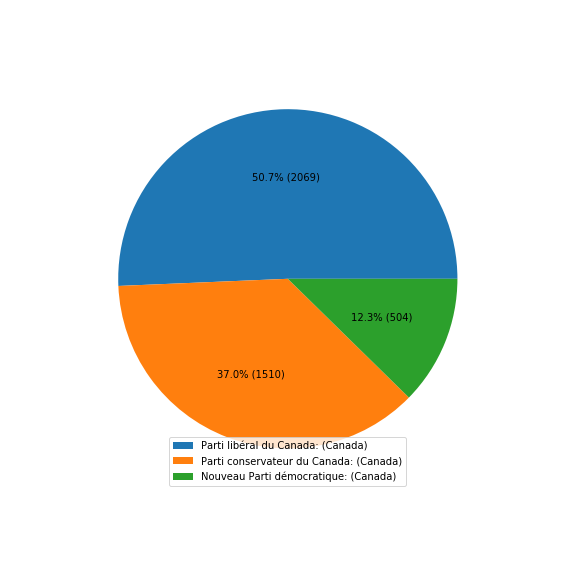 50.7% (2069)
12.3% (504)
37.0% (1510)
Parti libéral du Canada: (Canada)
Parti conservateur du Canada: (Canada)
Nouveau Parti démocratique: (Canada)